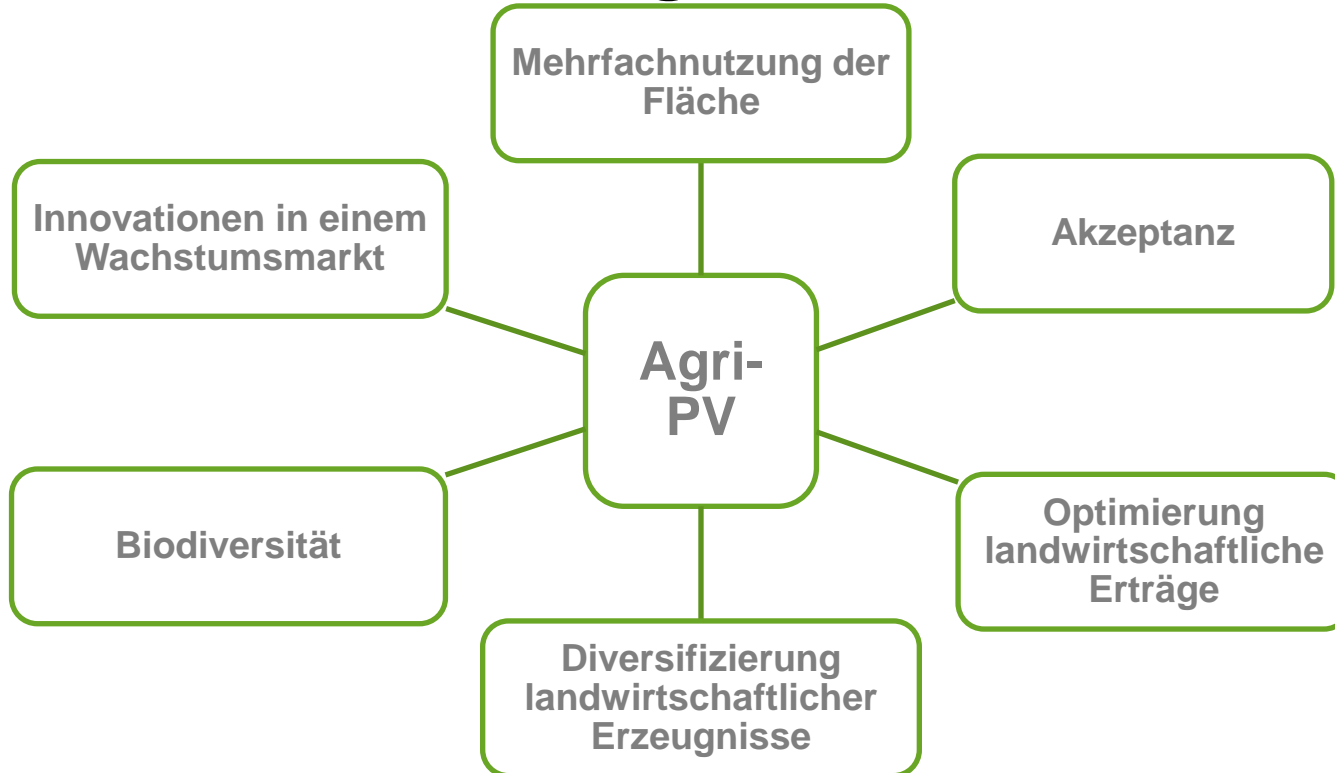 Mehrfachnutzung der
Fläche
Akzeptanz
Optimierung
landwirtschaftliche
Erträge
Diversifizierung
landwirtschaftlicher
Erzeugnisse
Biodiversität
Innovationen in einem
Wachstumsmarkt
Agri-
PV